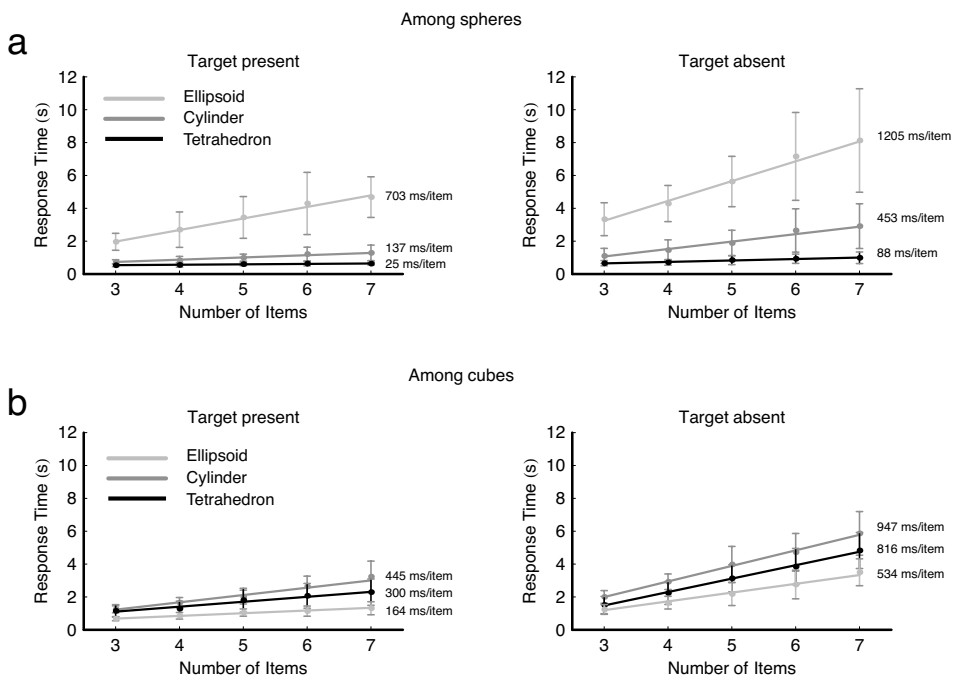 Among spheres
a
Target present
Target absent
12
10
8
6
4
2
0
Response Time (s)
Ellipsoid
Cylinder
Tetrahedron
703 ms/item
137 ms/item
25 ms/item
3 4 5 6 7
Number of Items
12
10
8
6
4
2
0
Response Time (s)
1205 ms/item
453 ms/item
88 ms/item
3 4 5 6 7
Number of Items
Among cubes
b
Target present
Target absent
12
10
8
6
4
2
0
Response Time (s)
Ellipsoid
Cylinder
Tetrahedron
445 ms/item
300 ms/item
164 ms/item
3 4 5 6 7
Number of Items
12
10
8
6
4
2
0
Response Time (s)
947 ms/item
816 ms/item
534 ms/item
3 4 5 6 7
Number of Items